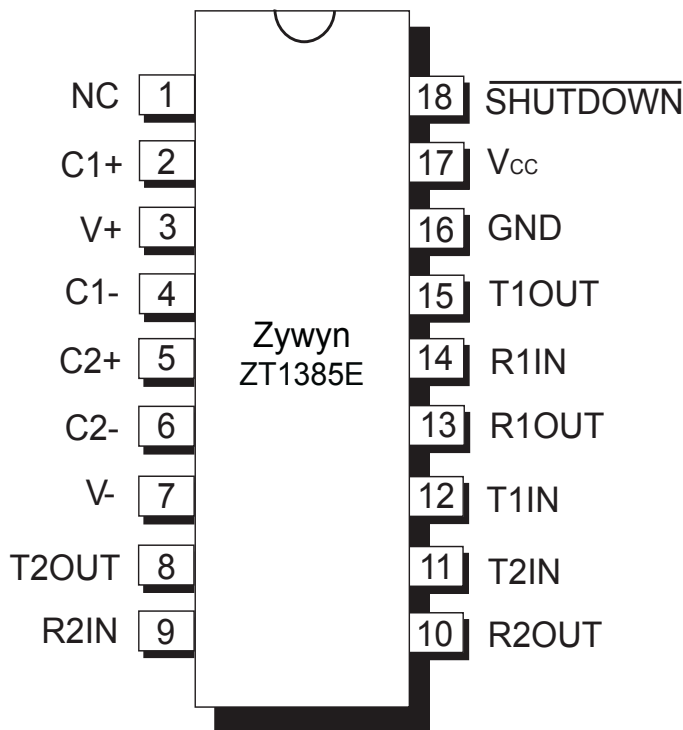 NC 1
C1+ 2
V+ 3
C1- 4
C2+ 5
C2- 6
V- 7
T2OUT 8
R2IN 9
Zywyn
ZT1385E
18 SHUTDOWN
17 Vcc
16 GND
15 T1OUT
14 R1IN
13 R1OUT
12 T1IN
11 T2IN
10 R2OUT